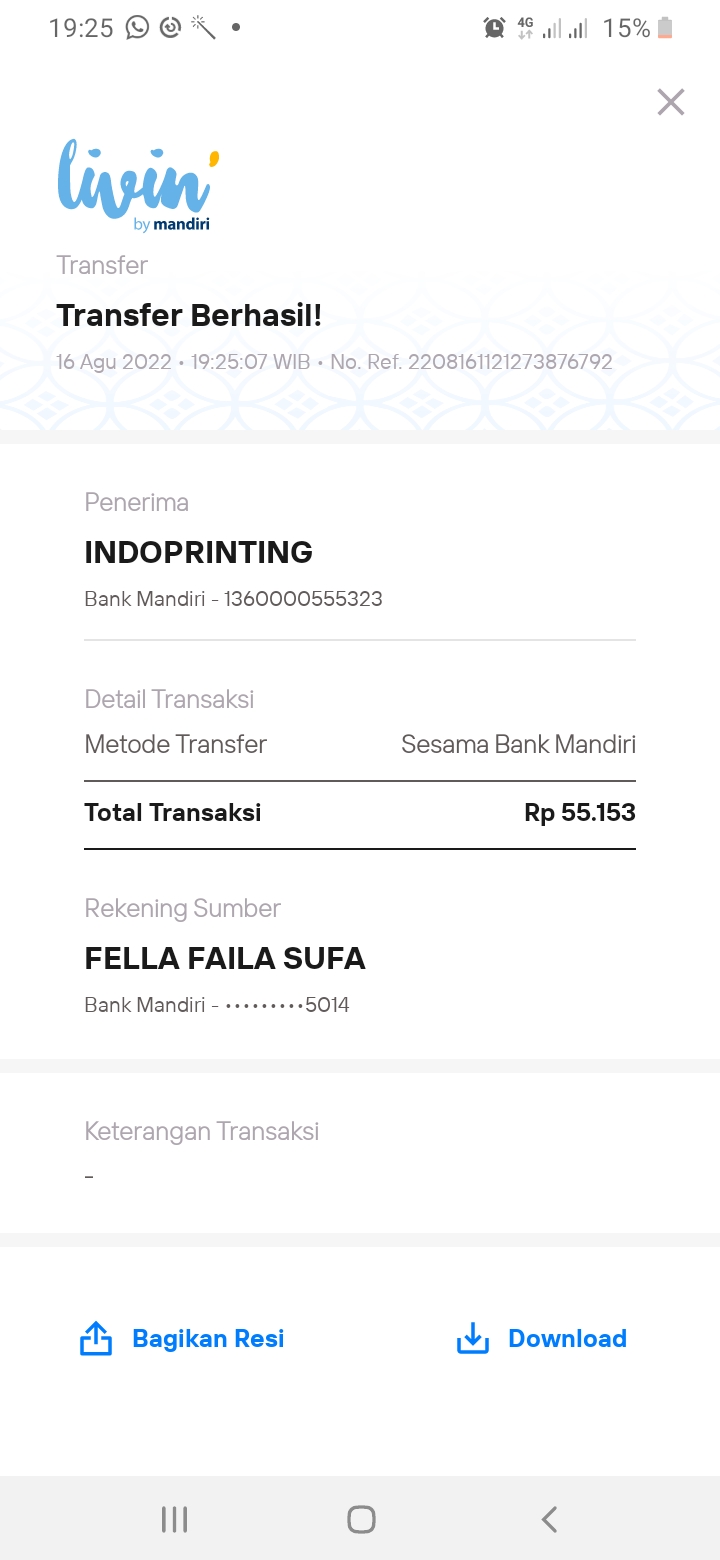 19:25
4G
15%
livin'
by mandiri
Transfer
Transfer Berhasil!
16 Agu 2022 • 19:25:07 WIB • No. Ref. 2208161121273876792
Penerima
INDOPRINTING
Bank Mandiri - 1360000555323
Detail Transaksi
Metode Transfer Sesama Bank Mandiri
Total Transaksi Rp 55.153
Rekening Sumber
FELLA FAILA SUFA
Bank Mandiri - •••••••••5014
Keterangan Transaksi
-
Bagikan Resi Download